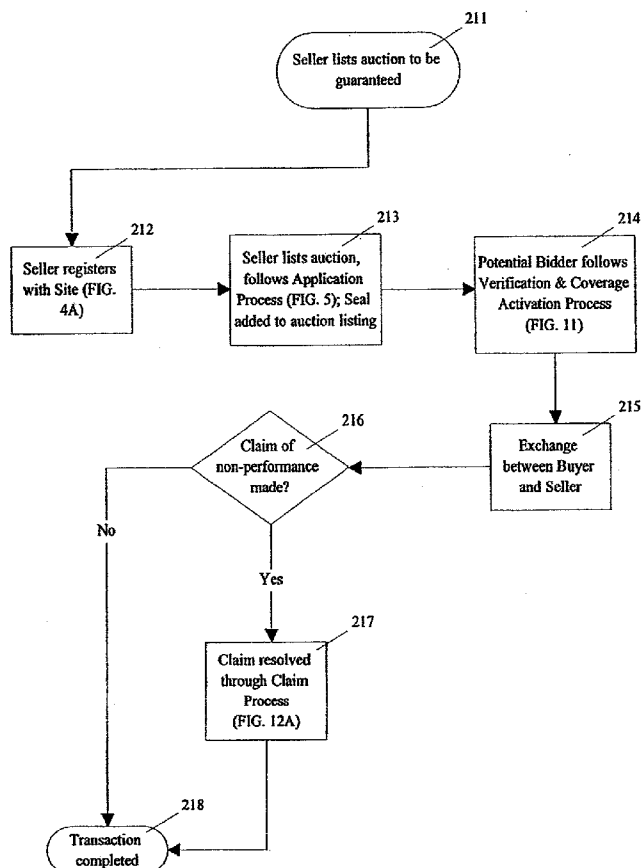 211
Seller lists auction to be
guaranteed
212
Seller registers
with Site (FIG.
4A)
213
Seller lists auction,
follows Application
Process (FIG. 5); Seal
added to auction listing
214
Potential Bidder follows
Verification & Coverage
Activation Process
(FIG. 11)
215
Exchange
between Buyer
and Seller
216
Claim of
non-performance
made?
No
Yes
217
Claim resolved
through Claim
Process
(FIG. 12A)
218
Transaction
completed